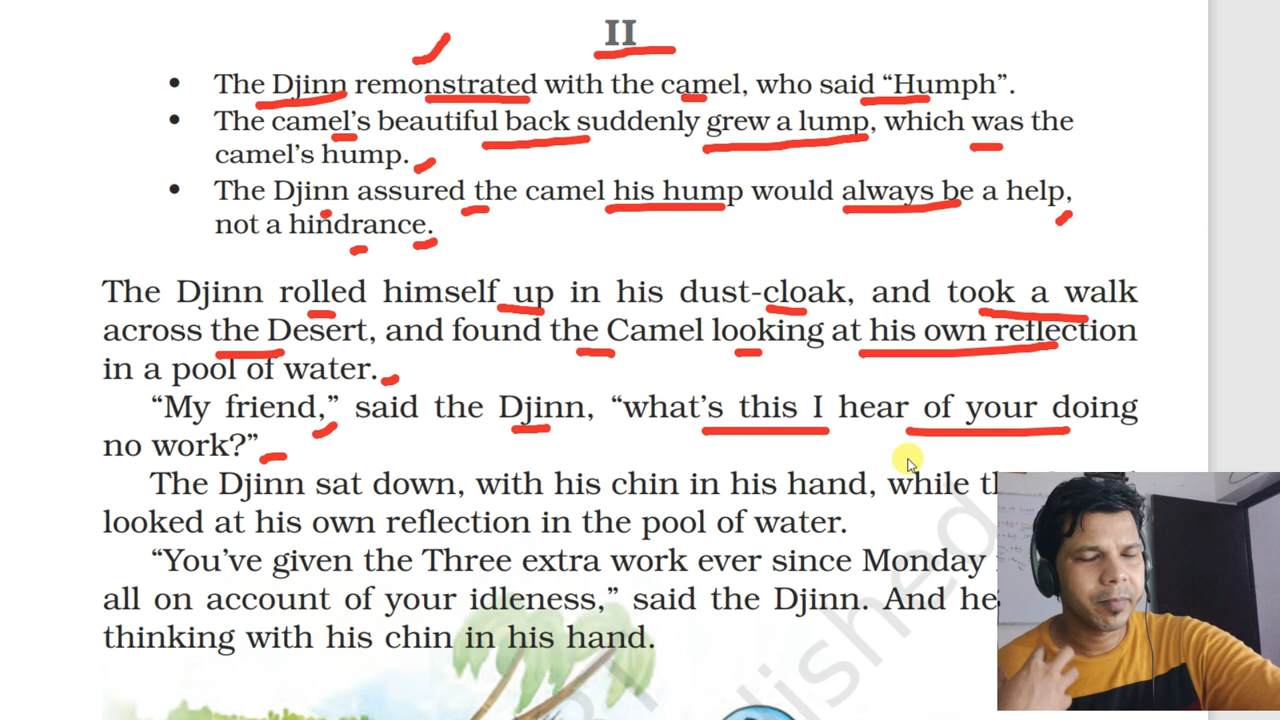 II
• The Djinn remonstrated with the camel, who said “Humph”.
• The camel’s beautiful back suddenly grew a lump, which was the
camel’s hump.
• The Djinn assured the camel his hump would always be a help,
not a hindrance.
The Djinn rolled himself up in his dust-cloak, and took a walk
across the Desert, and found the Camel looking at his own reflection
in a pool of water.
“My friend,” said the Djinn, “what’s this I hear of your doing
no work?”
The Djinn sat down, with his chin in his hand, while
looked at his own reflection in the pool of water.
“You’ve given the Three extra work ever since Monday
all on account of your idleness,” said the Djinn. And he
thinking with his chin in his hand.